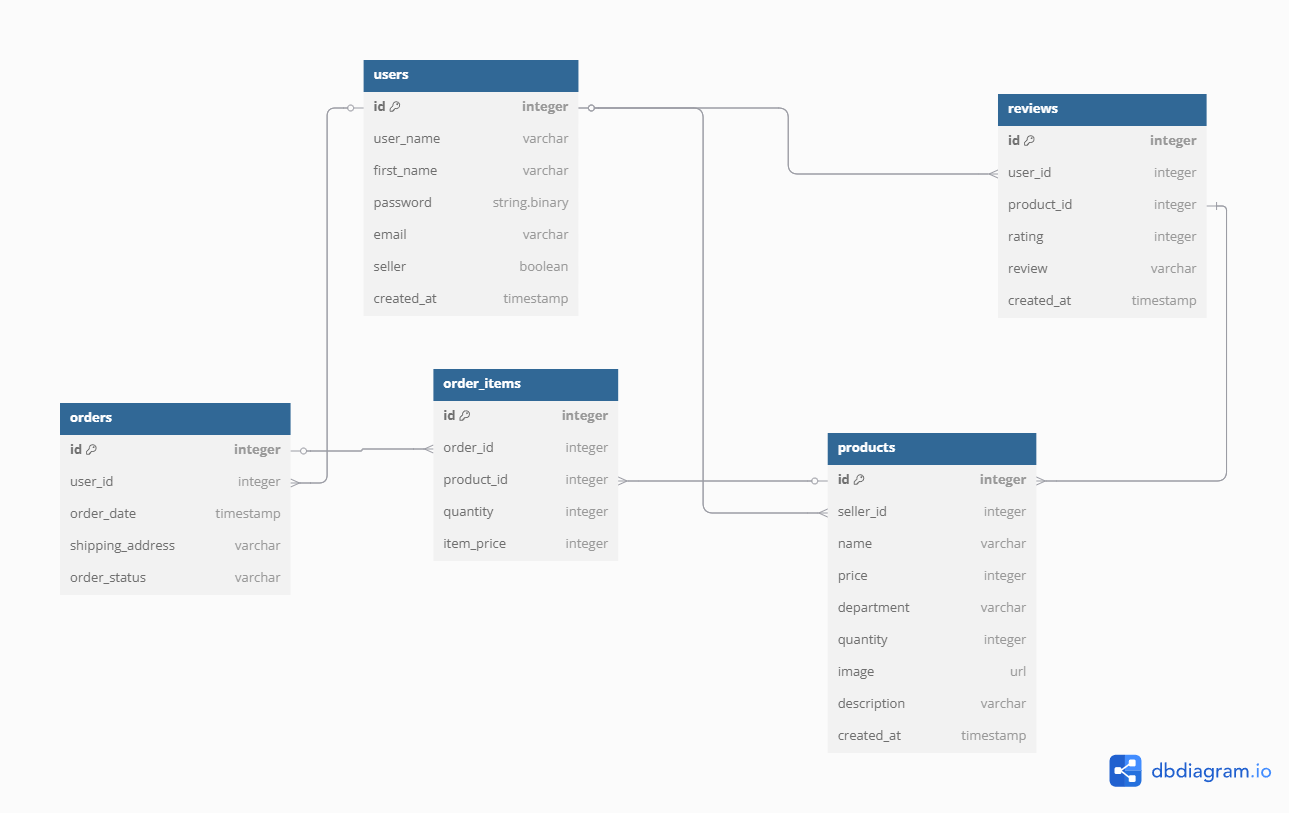 users
id integer
user_name varchar
first_name varchar
password string.binary
email varchar
seller boolean
created_at timestamp
reviews
id integer
user_id integer
product_id integer
rating integer
review varchar
created_at timestamp
order_items
id integer
order_id integer
product_id integer
quantity integer
item_price integer
orders
id integer
user_id integer
order_date timestamp
shipping_address varchar
order_status varchar
products
id integer
seller_id integer
name varchar
price integer
department varchar
quantity integer
image url
description varchar
created_at timestamp
dbdiagram.io